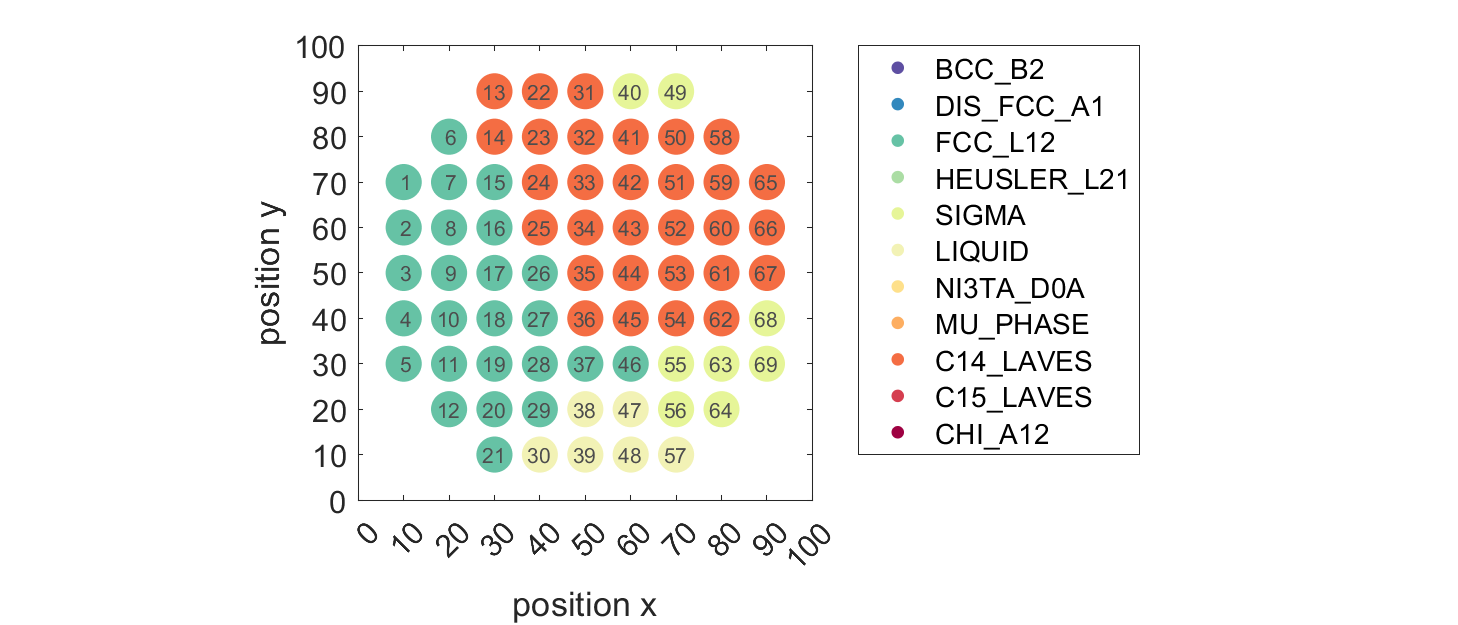 100
90
80
70
60
50
40
30
20
10
0
position y
13 22 31 40 49
6 14 23 32 41 50 58
1 7 15 24 33 42 51 59 65
2 8 16 25 34 43 52 60 66
3 9 17 26 35 44 53 61 67
4 10 18 27 36 45 54 62 68
5 11 19 28 37 46 55 63 69
12 20 29 38 47 56 64
21 30 39 48 57
0 10 20 30 40 50 60 70 80 90 100
position x
BCC_B2
DIS_FCC_A1
FCC_L12
HEUSLER_L21
SIGMA
LIQUID
NI3TA_D0A
MU_PHASE
C14_LAVES
C15_LAVES
CHI_A12